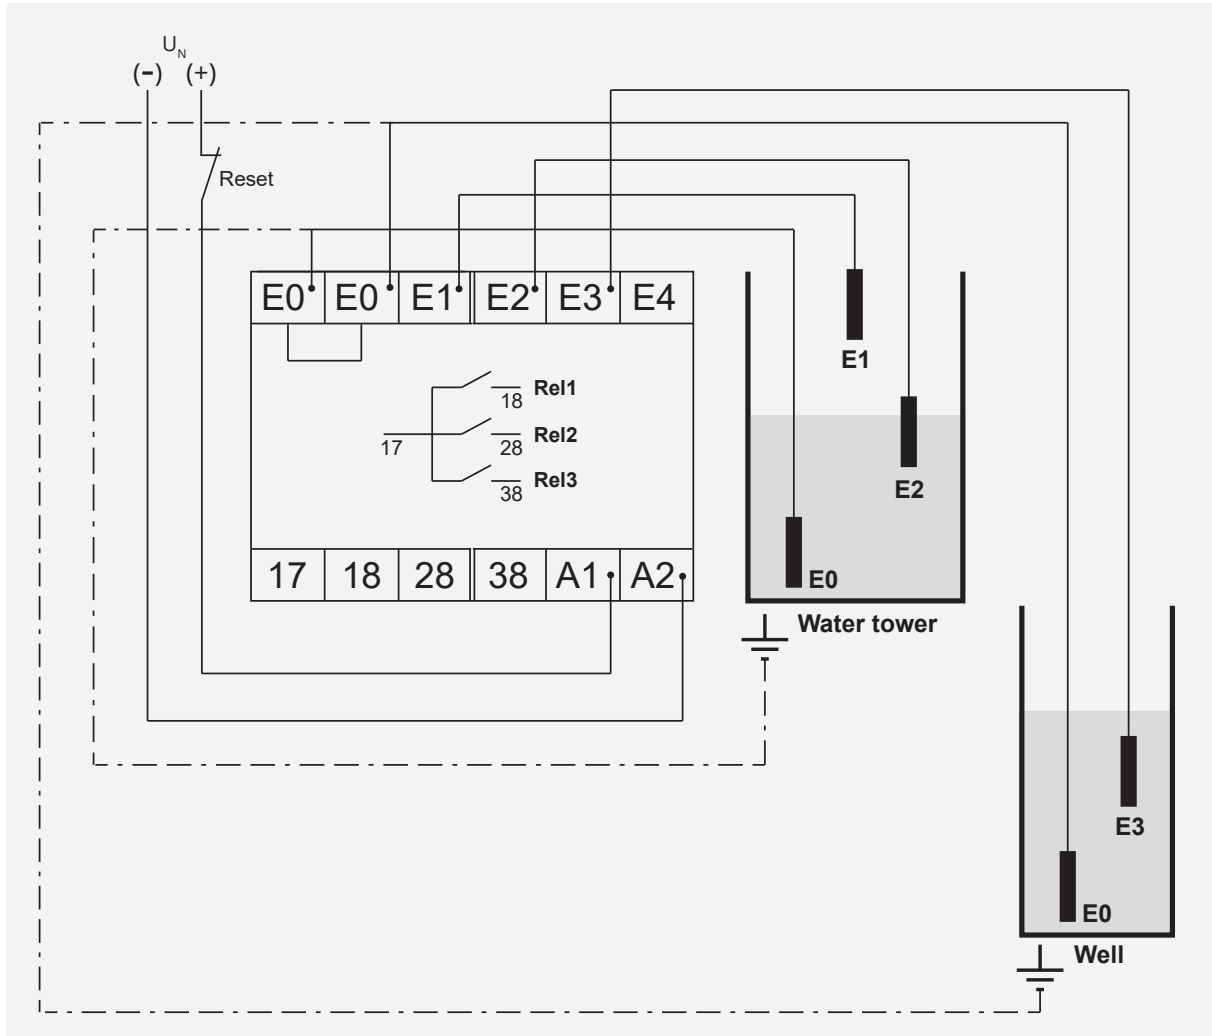 UN
(-) (+)
Reset
E0 E0 E1 E2 E3 E4
18 Rel1
17 28 Rel2
38 Rel3
17 18 28 38 A1 A2
E1
E2
E0
Water tower
E3
E0
Well